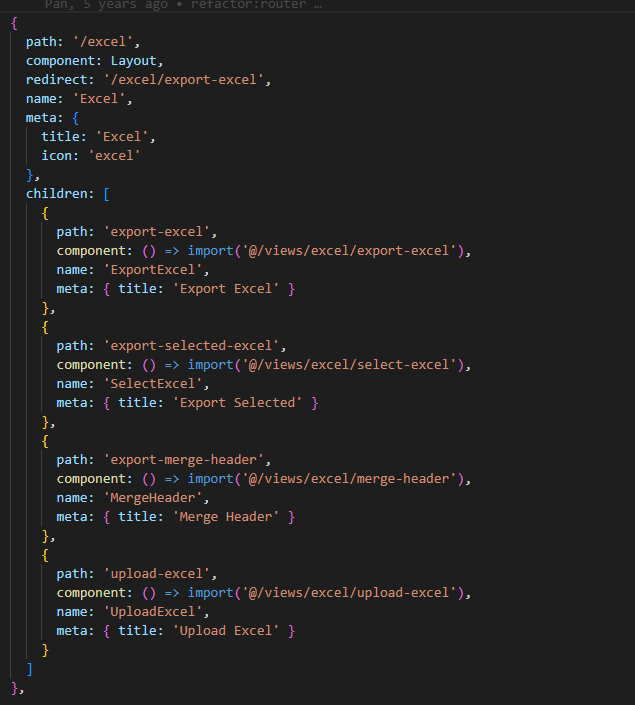 Pan, 5 years ago • refactor:router …
{
  path: '/excel',
  component: Layout,
  redirect: '/excel/export-excel',
  name: 'Excel',
  meta: {
    title: 'Excel',
    icon: 'excel'
  },
  children: [
    {
      path: 'export-excel',
      component: () => import('@/views/excel/export-excel'),
      name: 'ExportExcel',
      meta: { title: 'Export Excel' }
    },
    {
      path: 'export-selected-excel',
      component: () => import('@/views/excel/select-excel'),
      name: 'SelectExcel',
      meta: { title: 'Export Selected' }
    },
    {
      path: 'export-merge-header',
      component: () => import('@/views/excel/merge-header'),
      name: 'MergeHeader',
      meta: { title: 'Merge Header' }
    },
    {
      path: 'upload-excel',
      component: () => import('@/views/excel/upload-excel'),
      name: 'UploadExcel',
      meta: { title: 'Upload Excel' }
    }
  ]
},